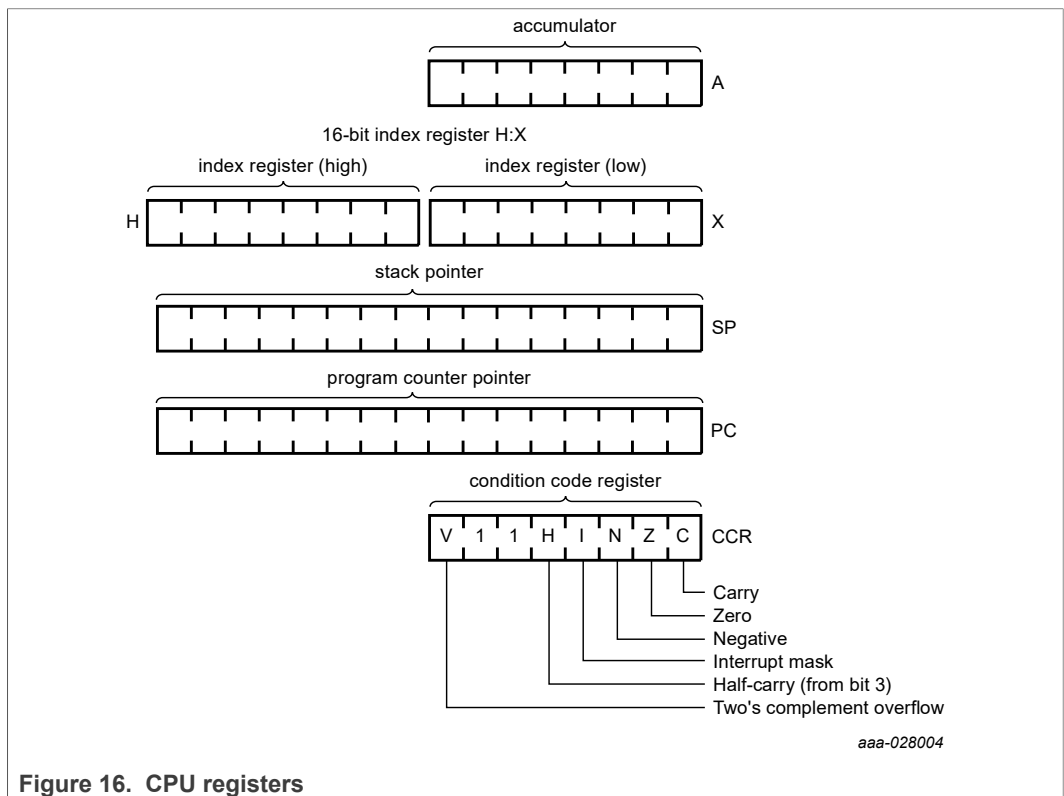 accumulator
A
16-bit index register H:X
index register (high) index register (low)
H X
stack pointer
SP
program counter pointer
PC
condition code register
V 1 1 H I N Z C CCR
Carry
Zero
Negative
Interrupt mask
Half-carry (from bit 3)
Two's complement overflow
aaa-028004
Figure 16. CPU registers